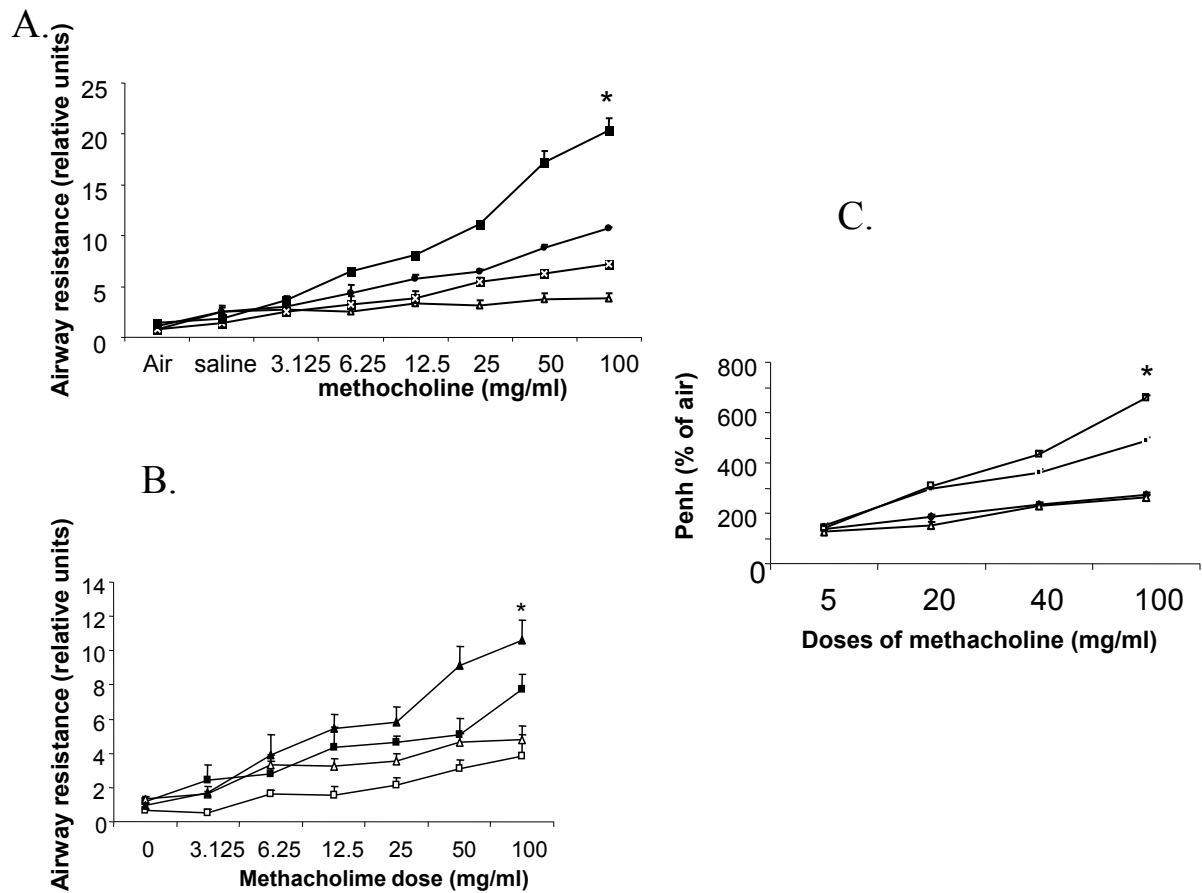 A.
Airway resistance (relative units)
25
20
15
10
5
0
*
Air saline 3.125 6.25 12.5 25 50 100
methocholine (mg/ml)
B.
Airway resistance (relative units)
14
12
10
8
6
4
2
0
*
0 3.125 6.25 12.5 25 50 100
Methacholime dose (mg/ml)
C.
Penh (% of air)
800
600
400
200
0
*
5 20 40 100
Doses of methacholine (mg/ml)